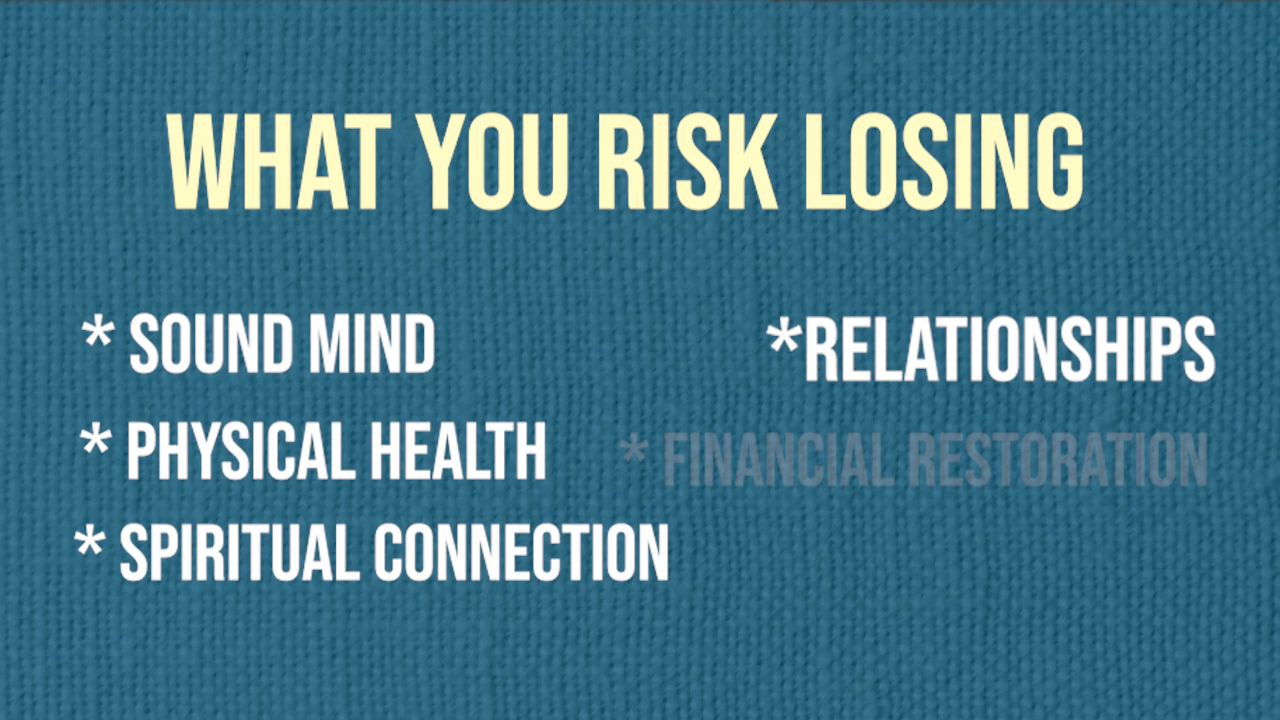 WHAT YOU RISK LOSING
* SOUND MIND
* PHYSICAL HEALTH
* SPIRITUAL CONNECTION
*RELATIONSHIPS
* FINANCIAL RESTORATION